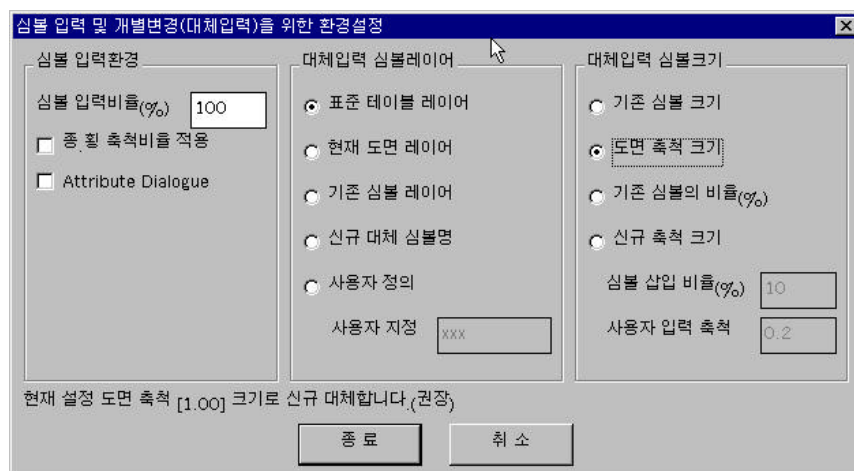 심볼 입력 및 개별변경(대체입력)을 위한 환경설정
심볼 입력환경
심볼 입력비율(%) 100
종.횡 축척비율 적용
Attribute Dialogue
대체입력 심볼레이어
표준 테이블 레이어
현재 도면 레이어
기존 심볼 레이어
신규 대체 심볼명
사용자 정의
사용자 지정 xxx
대체입력 심볼크기
기존 심볼 크기
도면 축척 크기
기존 심볼의 비율(%)
신규 축척 크기
심볼 삽입 비율(%) 10
사용자 입력 축척 0.2
현재 설정 도면 축척 [1.00] 크기로 신규 대체합니다.(권장)
종 료
취 소